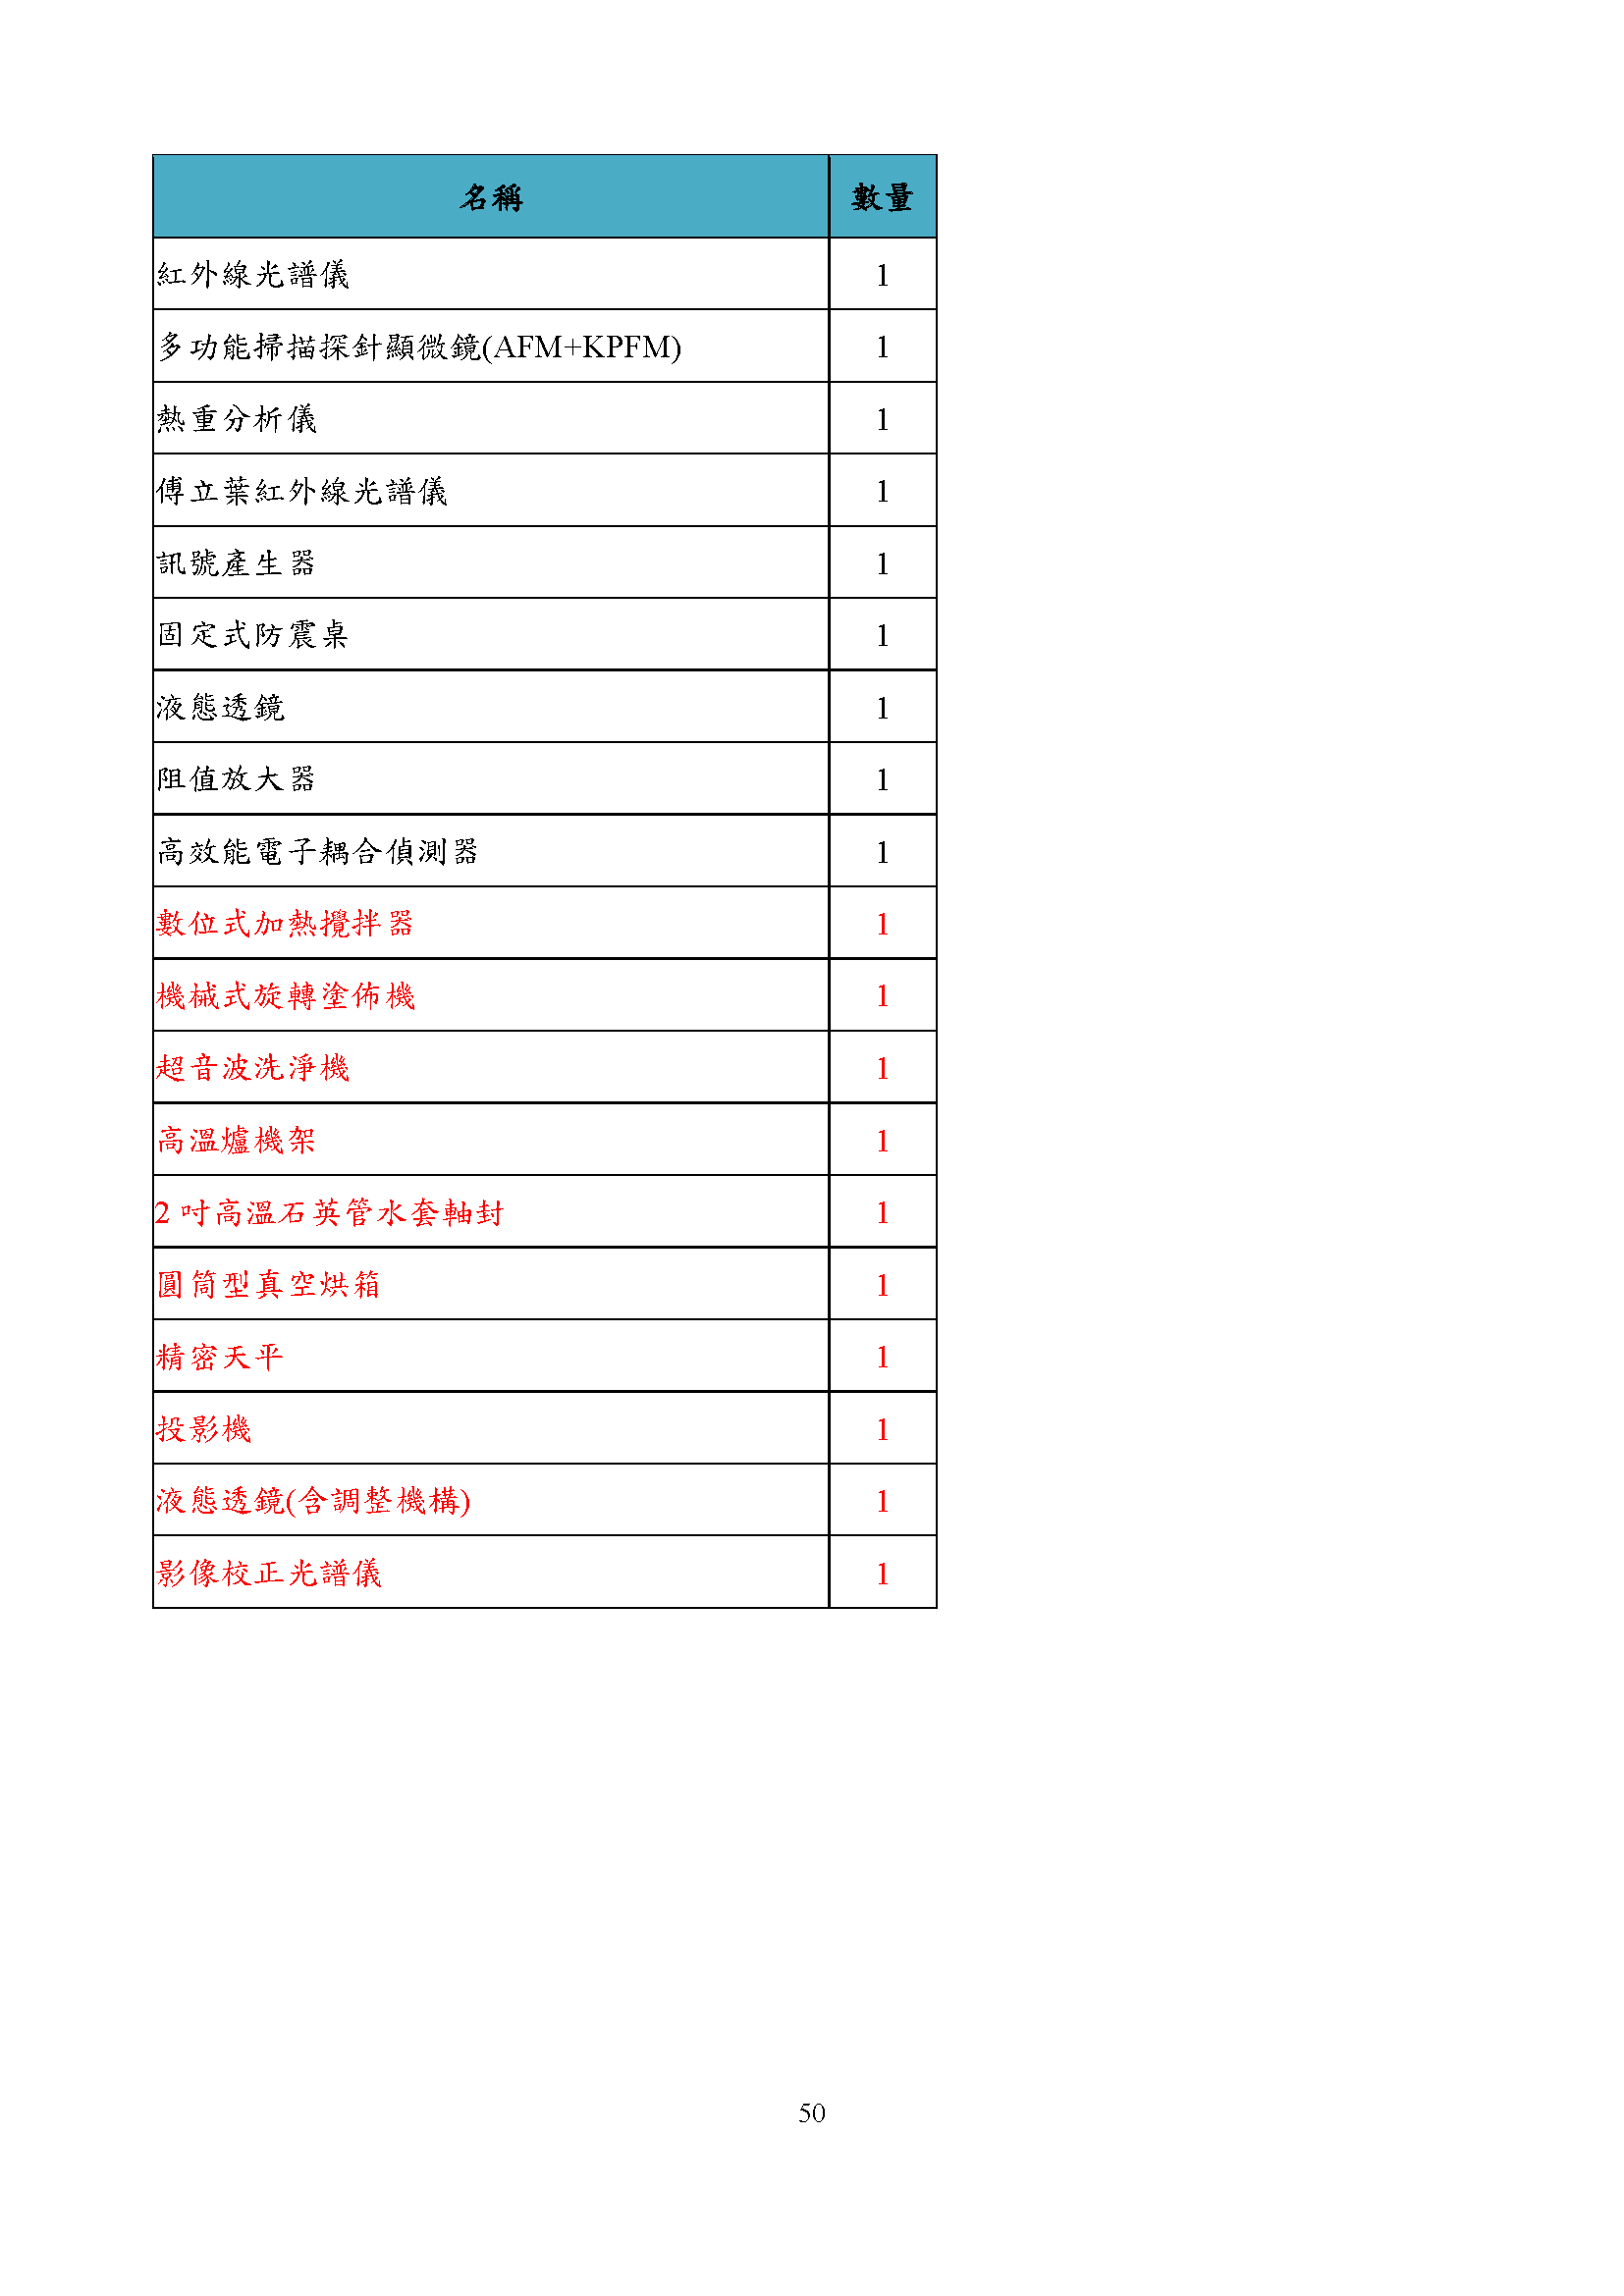 名稱 數量
紅外線光譜儀 1
多功能掃描探針顯微鏡(AFM+KPFM) 1
熱重分析儀 1
傅立葉紅外線光譜儀 1
訊號產生器 1
固定式防震桌 1
液態透鏡 1
阻值放大器 1
高效能電子耦合偵測器 1
數位式加熱攪拌器 1
機械式旋轉塗佈機 1
超音波洗淨機 1
高溫爐機架 1
2 吋高溫石英管水套軸封 1
圓筒型真空烘箱 1
精密天平 1
投影機 1
液態透鏡(含調整機構) 1
影像校正光譜儀 1
50